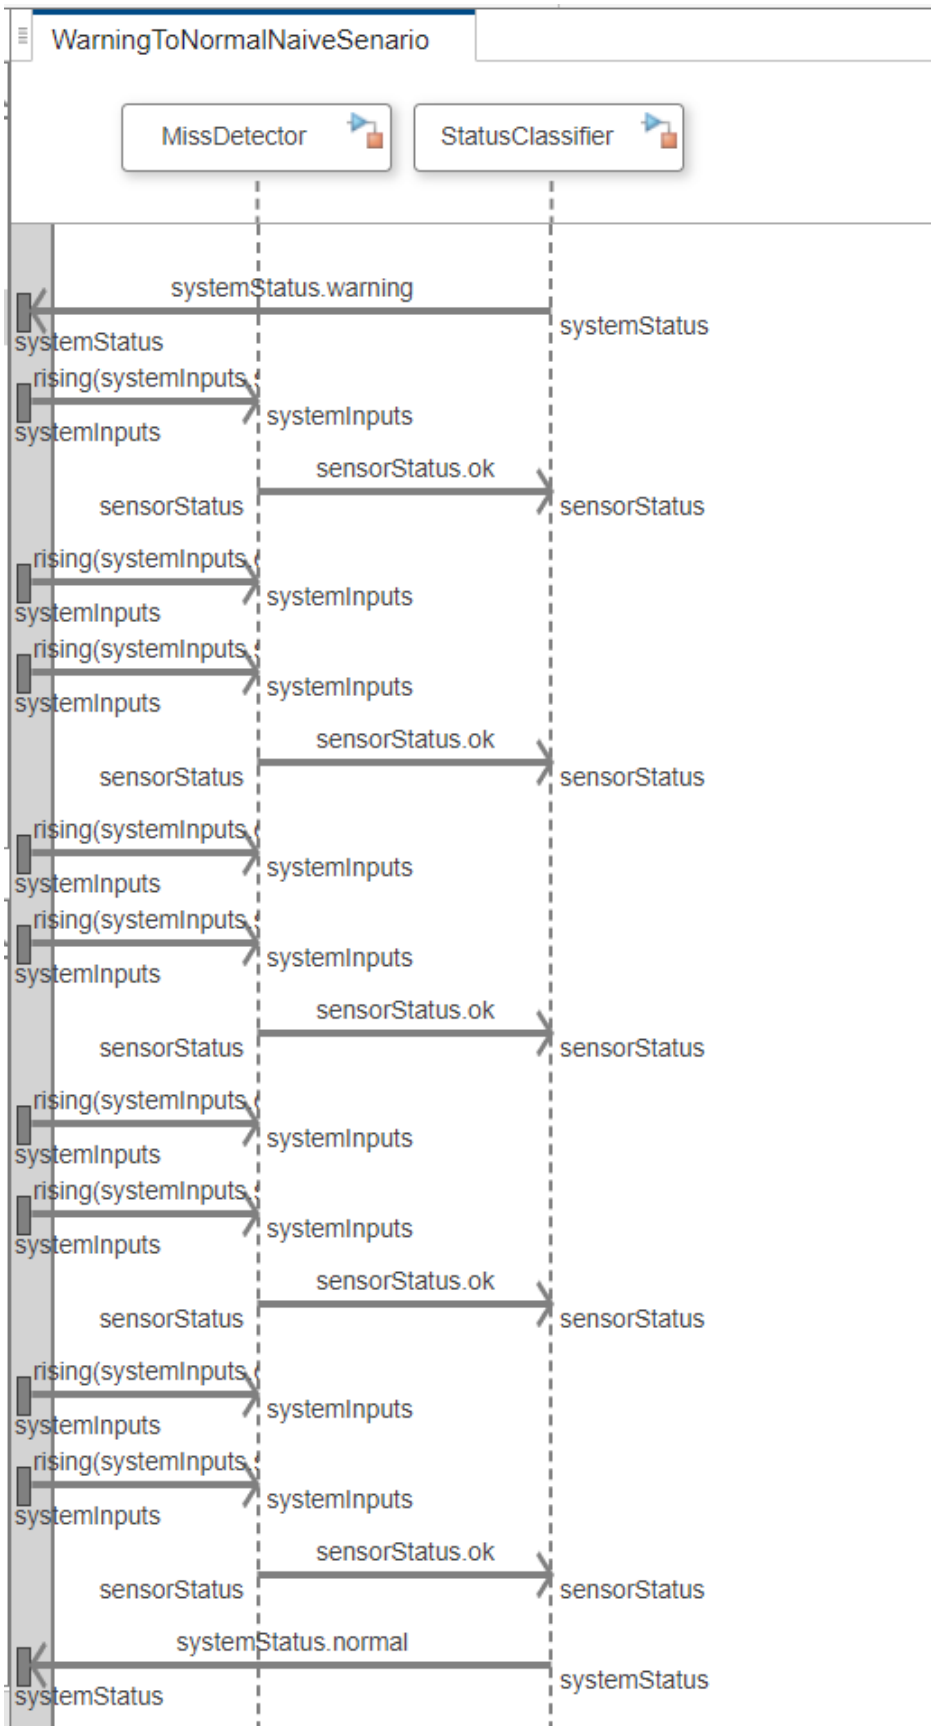 WarningToNormalNaiveSenario
MissDetector
StatusClassifier
systemStatus.warning
systemStatus
systemStatus
rising(systemInputs.
systemInputs
systemInputs
sensorStatus.ok
sensorStatus
sensorStatus
rising(systemInputs.
systemInputs
systemInputs
rising(systemInputs.
systemInputs
systemInputs
sensorStatus.ok
sensorStatus
sensorStatus
rising(systemInputs.
systemInputs
systemInputs
rising(systemInputs.
systemInputs
systemInputs
sensorStatus.ok
sensorStatus
sensorStatus
rising(systemInputs.
systemInputs
systemInputs
rising(systemInputs.
systemInputs
systemInputs
sensorStatus.ok
sensorStatus
sensorStatus
rising(systemInputs.
systemInputs
systemInputs
rising(systemInputs.
systemInputs
systemInputs
sensorStatus.ok
sensorStatus
sensorStatus
systemStatus.normal
systemStatus
systemStatus